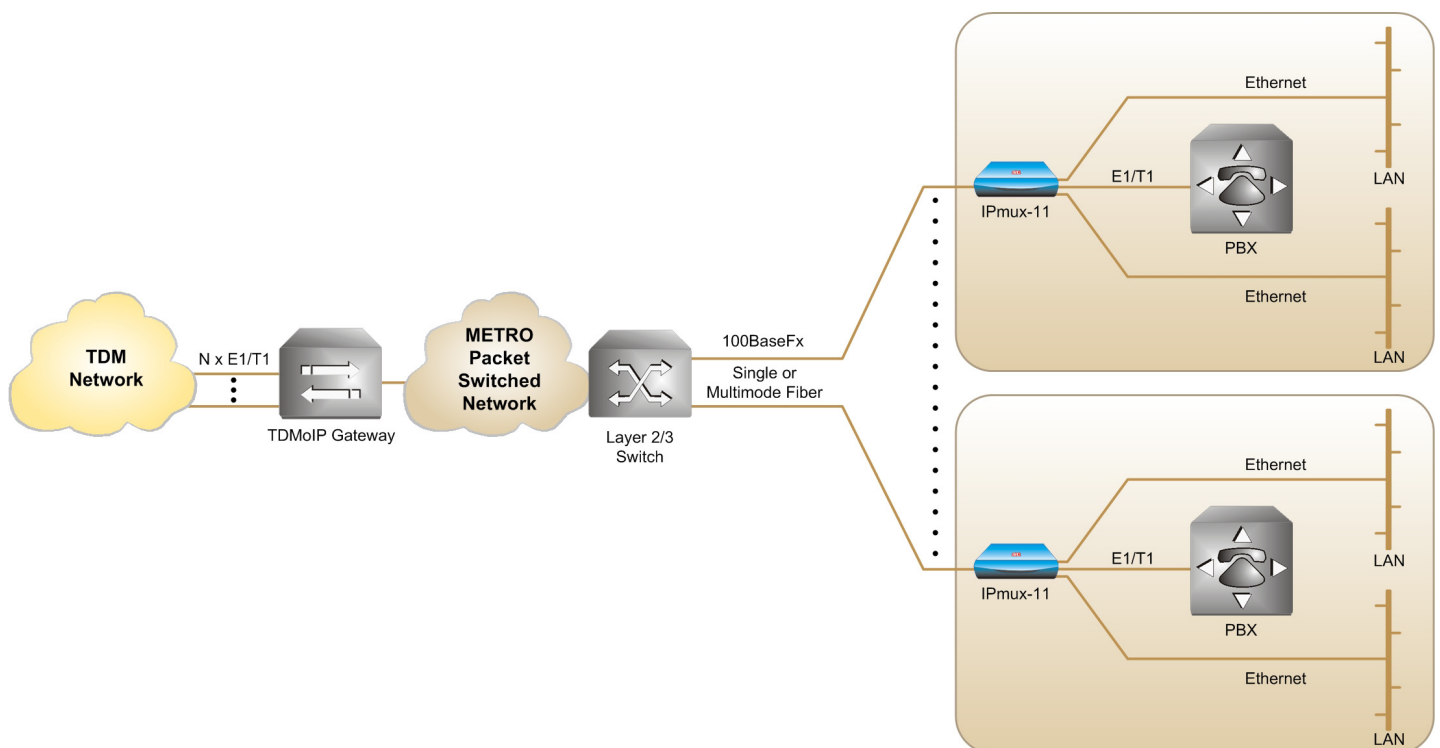 TDM
Network
N x E1/T1
TDMoIP Gateway
METRO
Packet
Switched
Network
Layer 2/3
Switch
100BaseFx
Single or
Multimode Fiber
IPmux-11
Ethernet
E1/T1
PBX
Ethernet
LAN
LAN
IPmux-11
Ethernet
E1/T1
PBX
Ethernet
LAN
LAN